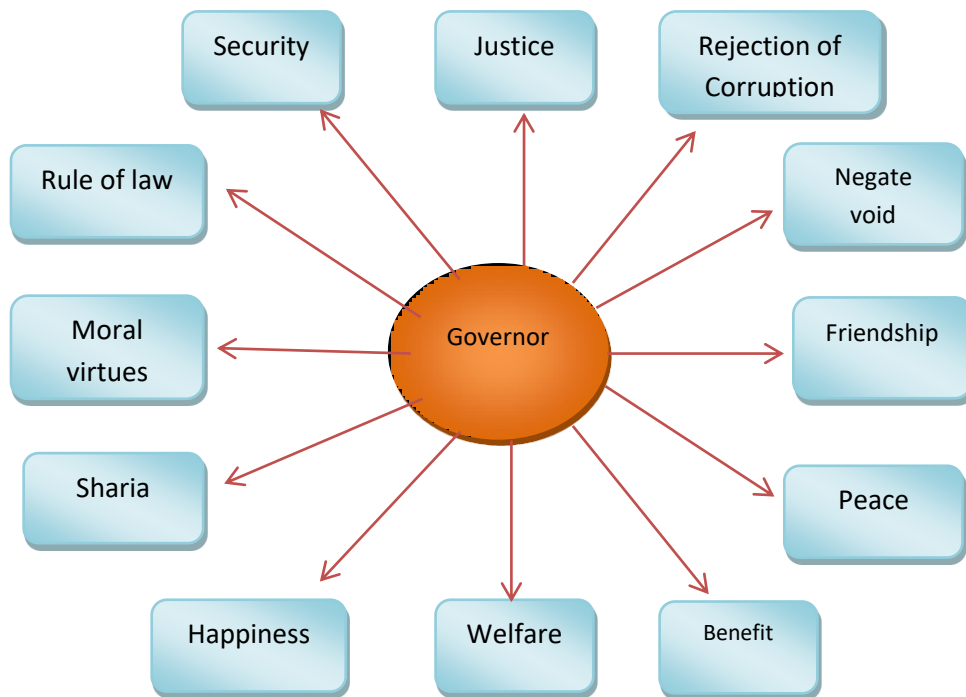 Security
Justice
Rejection of
Corruption
Rule of law
Negate
void
Governor
Moral
virtues
Friendship
Sharia
Peace
Happiness
Welfare
Benefit